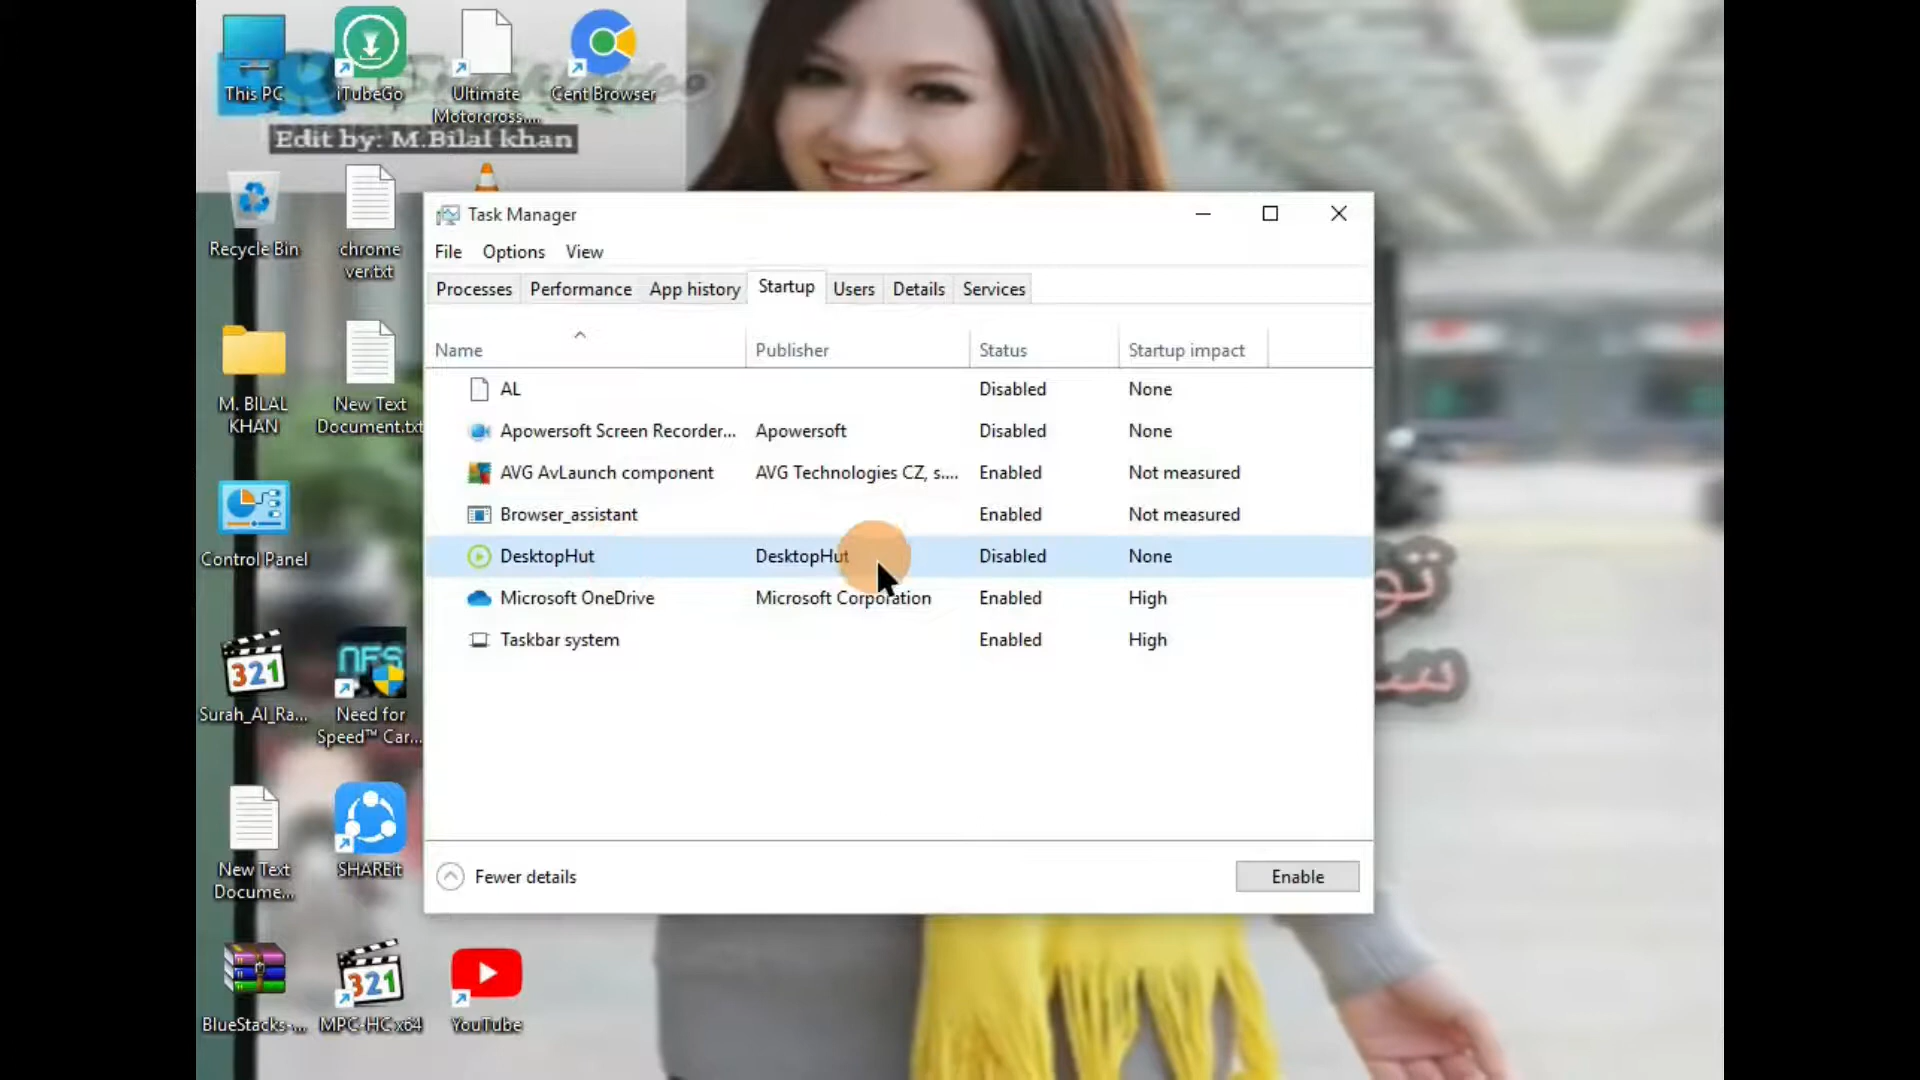 This PC
iTubeGo
Ultimate
Motorcross....
Cent Browser
Edit by: M.Bilal khan
Recycle Bin
chrome
ver.txt
M. BILAL
KHAN
New Text
Document.txt
Control Panel
Surah_Al_Ra...
321
NFS
Need for
Speed™ Car...
New Text
Docume...
SHAREit
BlueStacks-...
321
MPC-HC.x64
YouTube
Task Manager
File Options View
Processes Performance App history Startup Users Details Services
Name Publisher Status Startup impact
AL Disabled None
Apowersoft Screen Recorder... Apowersoft Disabled None
AVG AvLaunch component AVG Technologies CZ, s.... Enabled Not measured
Browser_assistant Enabled Not measured
DesktopHut DesktopHut Disabled None
Microsoft OneDrive Microsoft Corporation Enabled High
Taskbar system Enabled High
Fewer details Enable